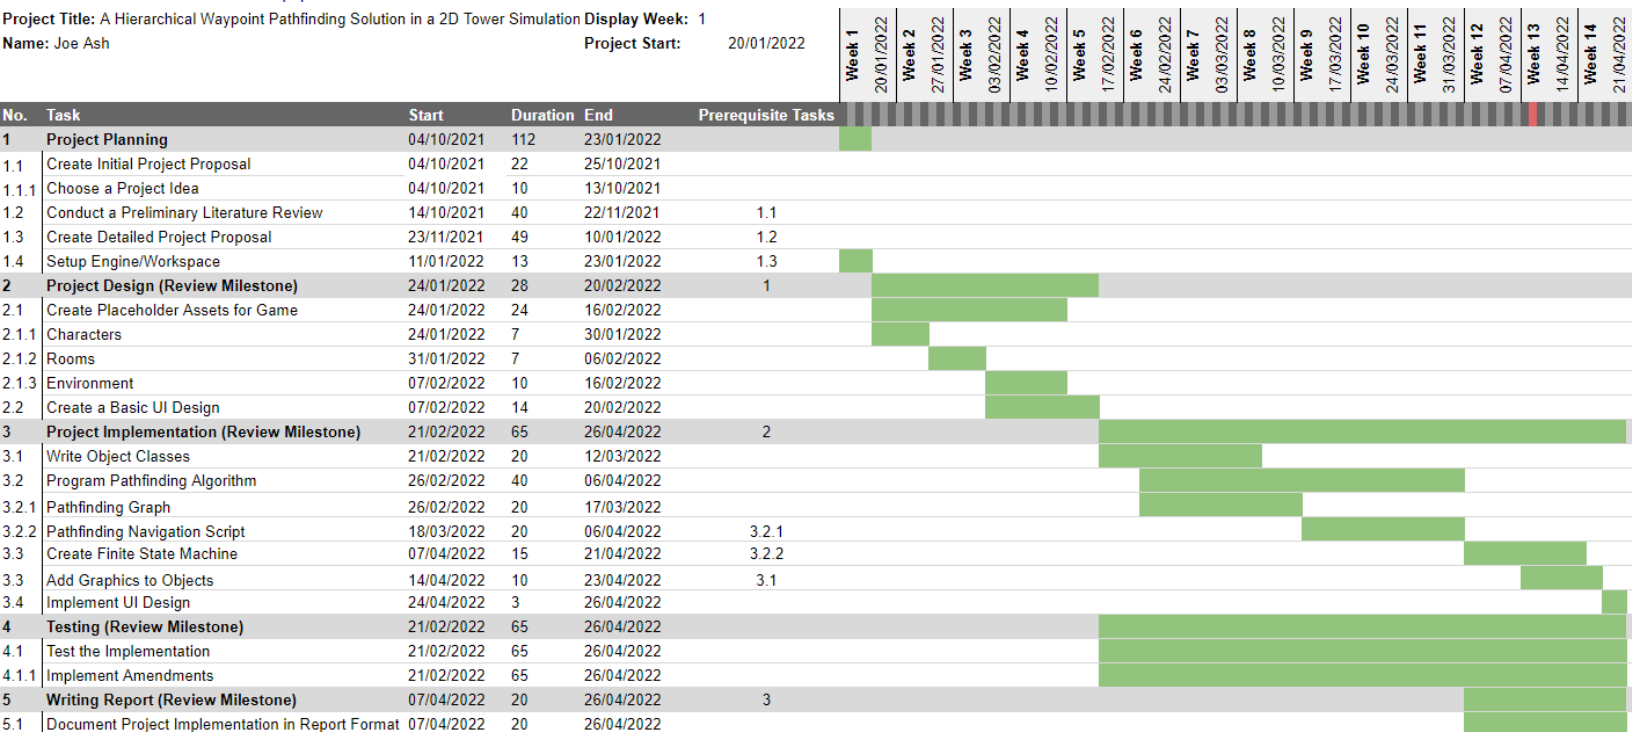 Project Title: A Hierarchical Waypoint Pathfinding Solution in a 2D Tower Simulation Display Week: 1
Name: Joe Ash Project Start: 20/01/2022
Week 1 20/01/2022 Week 2 27/01/2022 Week 3 03/02/2022 Week 4 10/02/2022 Week 5 17/02/2022 Week 6 24/02/2022 Week 7 03/03/2022 Week 8 10/03/2022 Week 9 17/03/2022 Week 10 24/03/2022 Week 11 31/03/2022 Week 12 07/04/2022 Week 13 14/04/2022 Week 14 21/04/2022
No. Task Start Duration End Prerequisite Tasks
1 Project Planning 04/10/2021 112 23/01/2022
1.1 Create Initial Project Proposal 04/10/2021 22 25/10/2021
1.1.1 Choose a Project Idea 04/10/2021 10 13/10/2021
1.2 Conduct a Preliminary Literature Review 14/10/2021 40 22/11/2021 1.1
1.3 Create Detailed Project Proposal 23/11/2021 49 10/01/2022 1.2
1.4 Setup Engine/Workspace 11/01/2022 13 23/01/2022 1.3
2 Project Design (Review Milestone) 24/01/2022 28 20/02/2022 1
2.1 Create Placeholder Assets for Game 24/01/2022 24 16/02/2022
2.1.1 Characters 24/01/2022 7 30/01/2022
2.1.2 Rooms 31/01/2022 7 06/02/2022
2.1.3 Environment 07/02/2022 10 16/02/2022
2.2 Create a Basic UI Design 07/02/2022 14 20/02/2022
3 Project Implementation (Review Milestone) 21/02/2022 65 26/04/2022 2
3.1 Write Object Classes 21/02/2022 20 12/03/2022
3.2 Program Pathfinding Algorithm 26/02/2022 40 06/04/2022
3.2.1 Pathfinding Graph 26/02/2022 20 17/03/2022
3.2.2 Pathfinding Navigation Script 18/03/2022 20 06/04/2022 3.2.1
3.3 Create Finite State Machine 07/04/2022 15 21/04/2022 3.2.2
3.3 Add Graphics to Objects 14/04/2022 10 23/04/2022 3.1
3.4 Implement UI Design 24/04/2022 3 26/04/2022
4 Testing (Review Milestone) 21/02/2022 65 26/04/2022
4.1 Test the Implementation 21/02/2022 65 26/04/2022
4.1.1 Implement Amendments 21/02/2022 65 26/04/2022
5 Writing Report (Review Milestone) 07/04/2022 20 26/04/2022 3
5.1 Document Project Implementation in Report Format 07/04/2022 20 26/04/2022